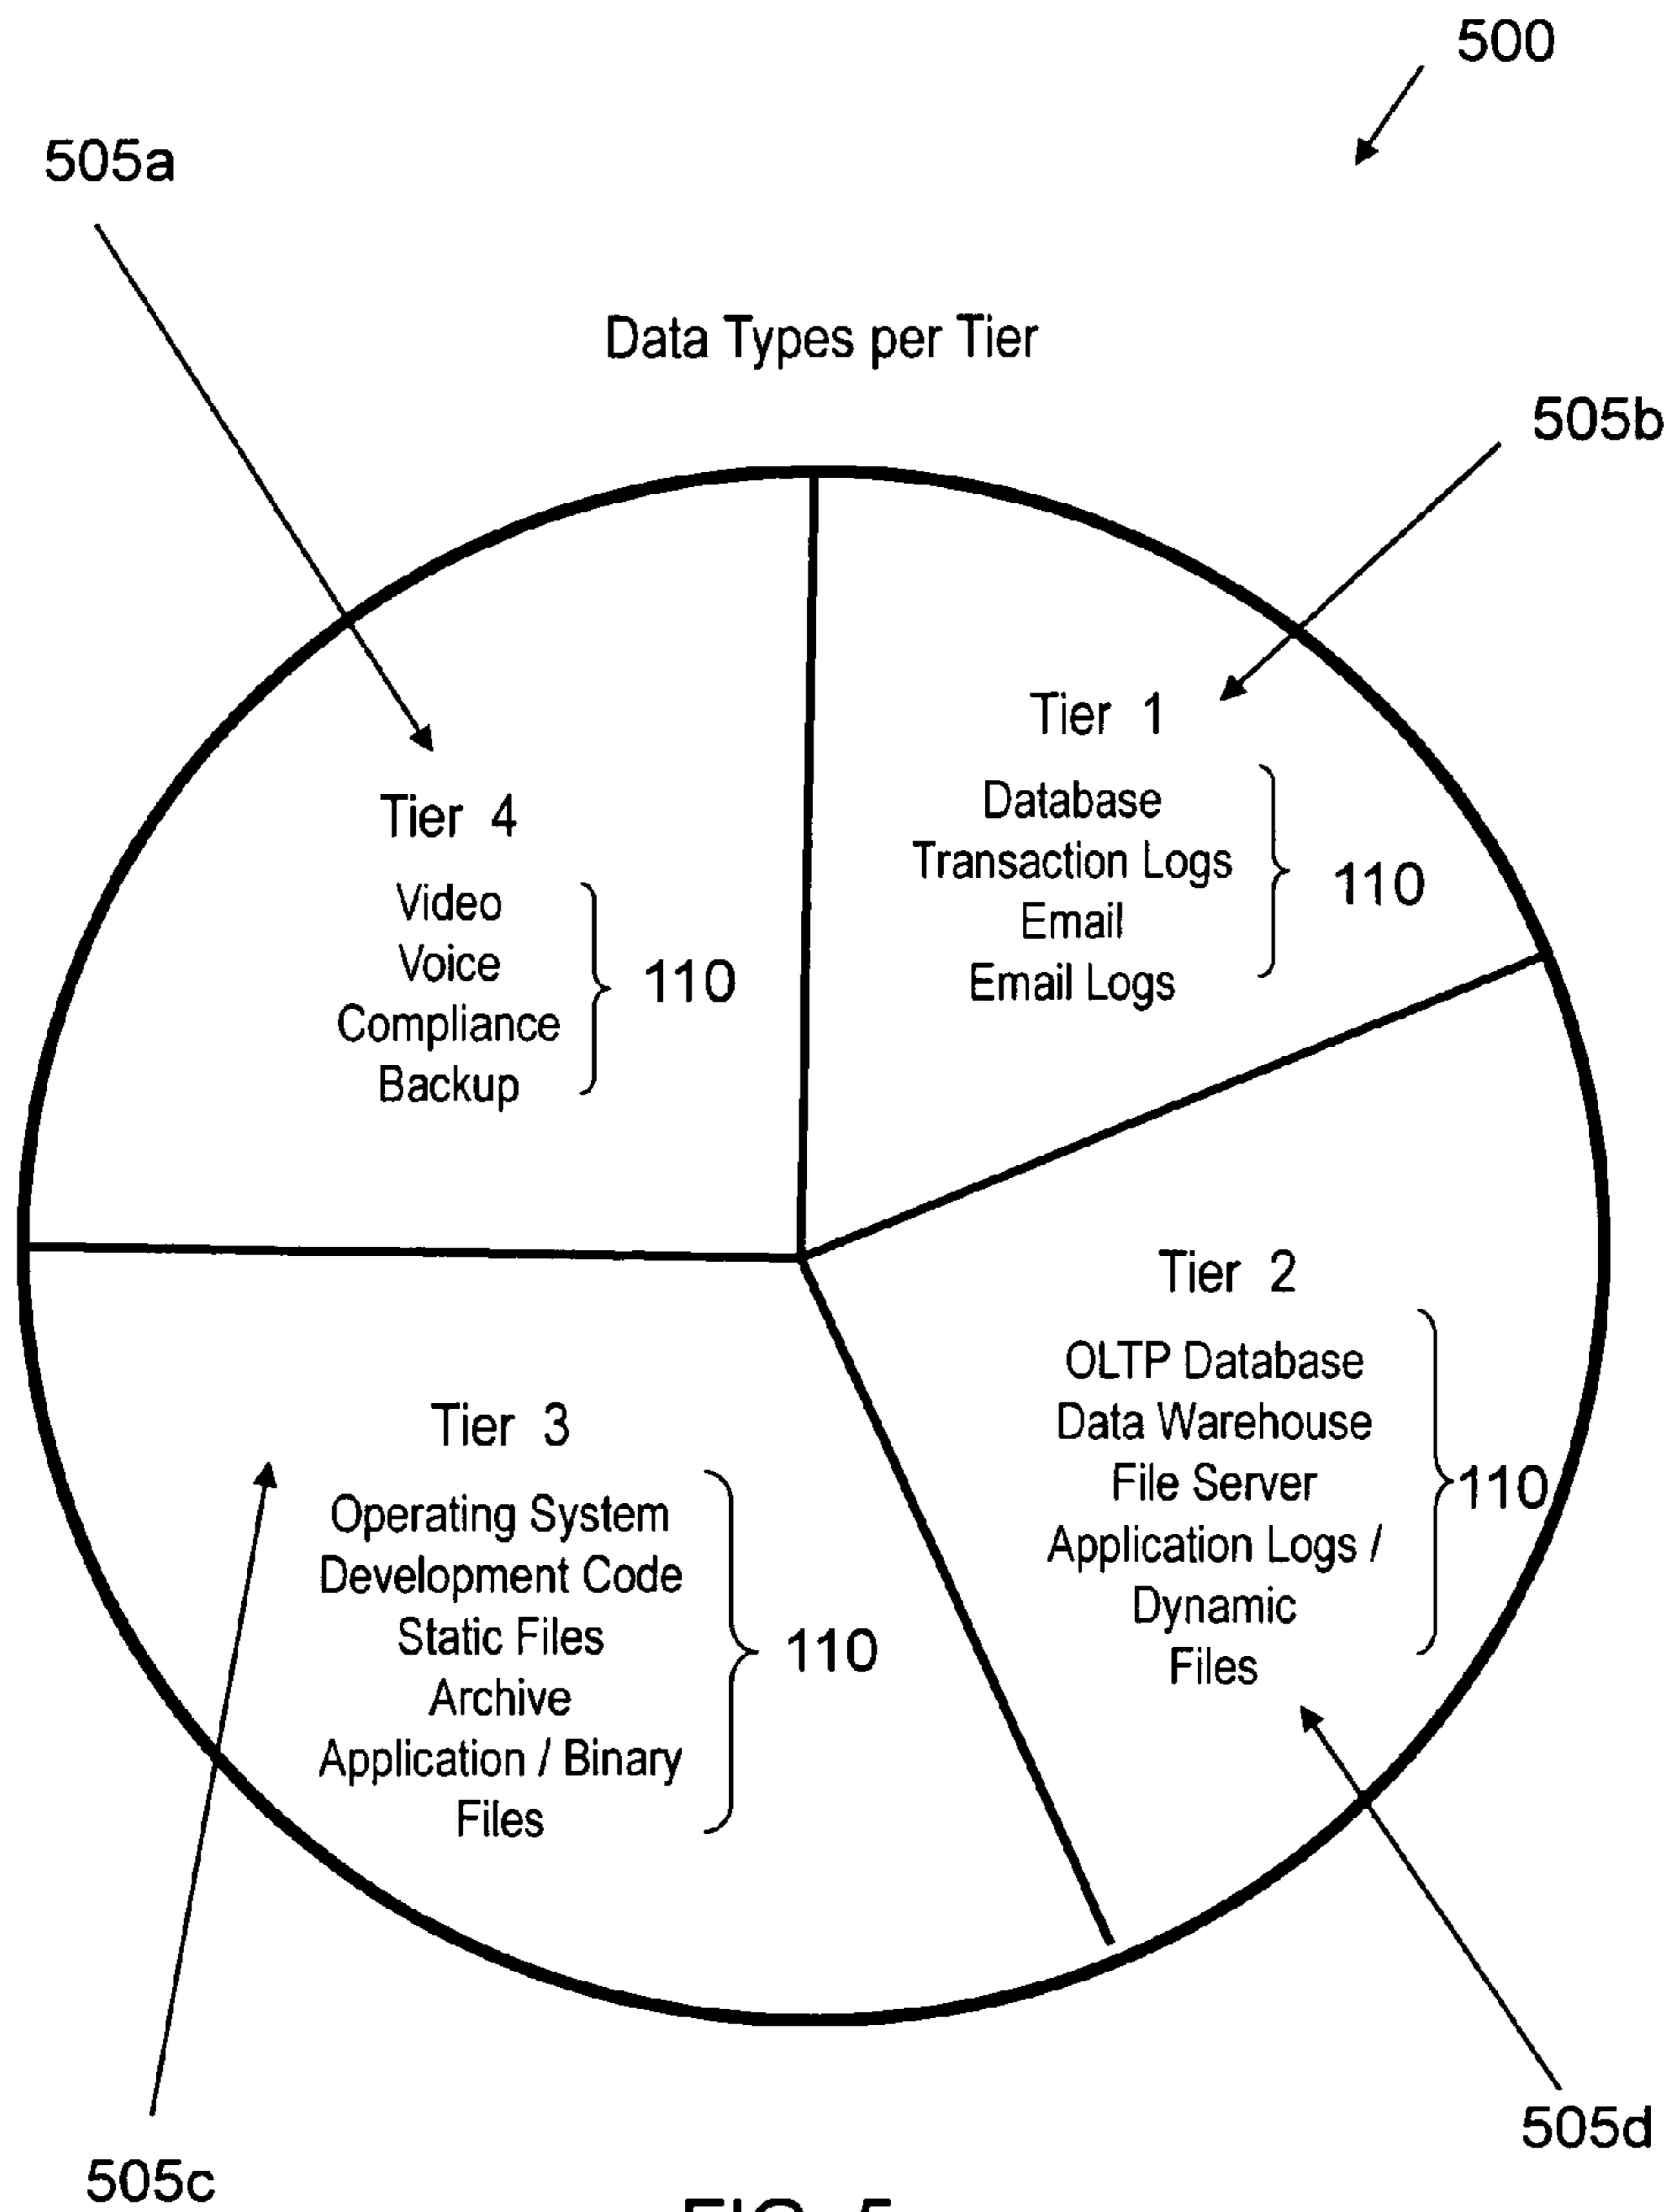 500
505a
Data Types per Tier
505b
Tier 1
Database
Transaction Logs
Email
Email Logs
110
Tier 4
Video
Voice
Compliance
Backup
110
Tier 2
OLTP Database
Data Warehouse
File Server
Application Logs /
Dynamic
Files
110
Tier 3
Operating System
Development Code
Static Files
Archive
Application / Binary
Files
110
505d
505c